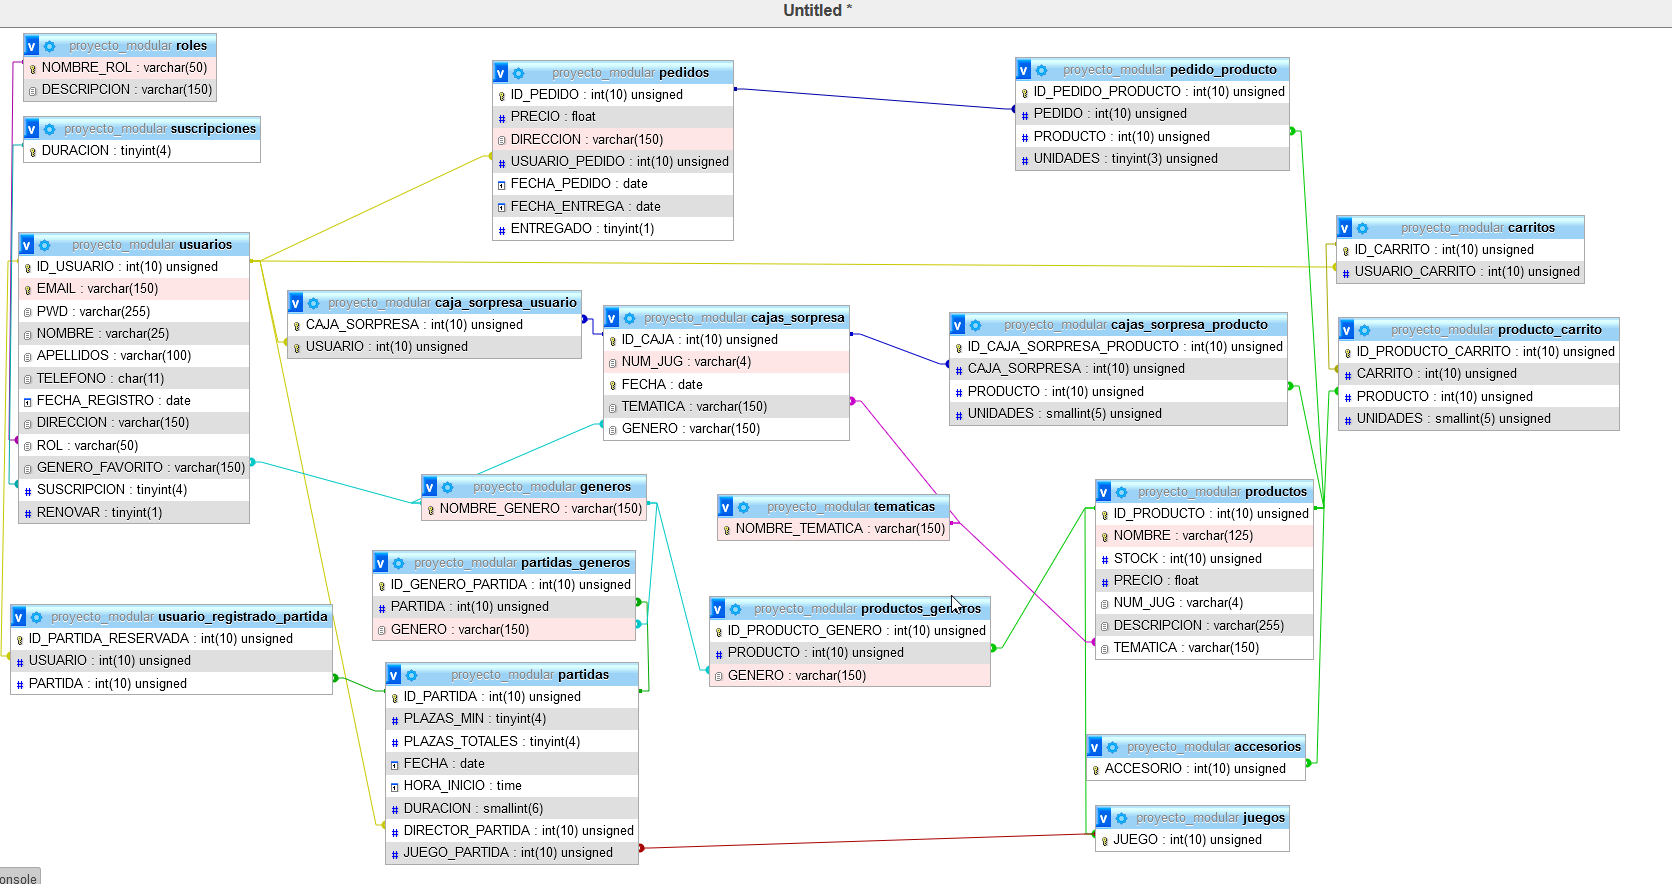 Untitled *
proyecto_modular roles
NOMBRE_ROL : varchar(50)
DESCRIPCION : varchar(150)
proyecto_modular suscripciones
DURACION : tinyint(4)
proyecto_modular usuarios
ID_USUARIO : int(10) unsigned
EMAIL : varchar(150)
PWD : varchar(255)
NOMBRE : varchar(25)
APELLIDOS : varchar(100)
TELEFONO : char(11)
FECHA_REGISTRO : date
DIRECCION : varchar(150)
ROL : varchar(50)
GENERO_FAVORITO : varchar(150)
SUSCRIPCION : tinyint(4)
RENOVAR : tinyint(1)
proyecto_modular usuario_registrado_partida
ID_PARTIDA_RESERVADA : int(10) unsigned
USUARIO : int(10) unsigned
PARTIDA : int(10) unsigned
proyecto_modular pedidos
ID_PEDIDO : int(10) unsigned
PRECIO : float
DIRECCION : varchar(150)
USUARIO_PEDIDO : int(10) unsigned
FECHA_PEDIDO : date
FECHA_ENTREGA : date
ENTREGADO : tinyint(1)
proyecto_modular caja_sorpresa_usuario
CAJA_SORPRESA : int(10) unsigned
USUARIO : int(10) unsigned
proyecto_modular cajas_sorpresa
ID_CAJA : int(10) unsigned
NUM_JUG : varchar(4)
FECHA : date
TEMATICA : varchar(150)
GENERO : varchar(150)
proyecto_modular generos
NOMBRE_GENERO : varchar(150)
proyecto_modular partidas_generos
ID_GENERO_PARTIDA : int(10) unsigned
PARTIDA : int(10) unsigned
GENERO : varchar(150)
proyecto_modular partidas
ID_PARTIDA : int(10) unsigned
PLAZAS_MIN : tinyint(4)
PLAZAS_TOTALES : tinyint(4)
FECHA : date
HORA_INICIO : time
DURACION : smallint(6)
DIRECTOR_PARTIDA : int(10) unsigned
JUEGO_PARTIDA : int(10) unsigned
proyecto_modular tematicas
NOMBRE_TEMATICA : varchar(150)
proyecto_modular productos_generos
ID_PRODUCTO_GENERO : int(10) unsigned
PRODUCTO : int(10) unsigned
GENERO : varchar(150)
proyecto_modular pedido_producto
ID_PEDIDO_PRODUCTO : int(10) unsigned
PEDIDO : int(10) unsigned
PRODUCTO : int(10) unsigned
UNIDADES : tinyint(3) unsigned
proyecto_modular cajas_sorpresa_producto
ID_CAJA_SORPRESA_PRODUCTO : int(10) unsigned
CAJA_SORPRESA : int(10) unsigned
PRODUCTO : int(10) unsigned
UNIDADES : smallint(5) unsigned
proyecto_modular carritos
ID_CARRITO : int(10) unsigned
USUARIO_CARRITO : int(10) unsigned
proyecto_modular producto_carrito
ID_PRODUCTO_CARRITO : int(10) unsigned
CARRITO : int(10) unsigned
PRODUCTO : int(10) unsigned
UNIDADES : smallint(5) unsigned
proyecto_modular productos
ID_PRODUCTO : int(10) unsigned
NOMBRE : varchar(125)
STOCK : int(10) unsigned
PRECIO : float
NUM_JUG : varchar(4)
DESCRIPCION : varchar(255)
TEMATICA : varchar(150)
proyecto_modular accesorios
ACCESORIO : int(10) unsigned
proyecto_modular juegos
JUEGO : int(10) unsigned
onsole